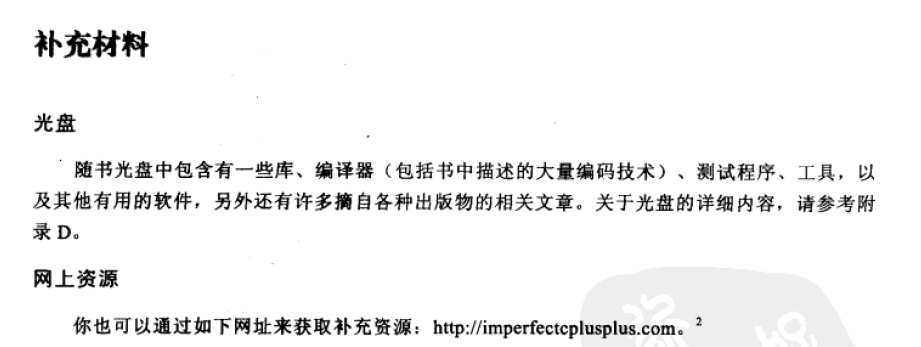 补充材料
光盘
随书光盘中包含有一些库、编译器（包括书中描述的大量编码技术）、测试程序、工具，以
及其他有用的软件，另外还有许多摘自各种出版物的相关文章。关于光盘的详细内容，请参考附
录 D。
网上资源
你也可以通过如下网址来获取补充资源：http://imperfectcplusplus.com。2